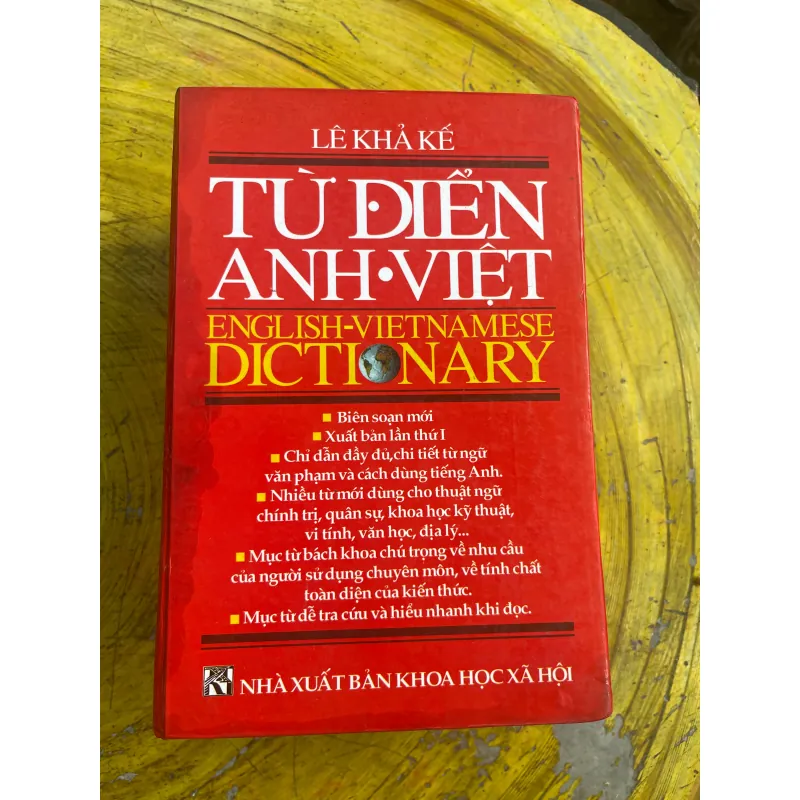 LÊ KHẢ KẾ
TỪ·ĐIỂN
ANH·VIỆT
ENGLISH-VIETNAMESE
DICTIONARY
Biên soạn mới
Xuất bản lần thứ I
Chỉ dẫn đầy đủ,chi tiết từ ngữ
văn phạm và cách dùng tiếng Anh.
Nhiều từ mới dùng cho thuật ngữ
chính trị, quân sự, khoa học kỹ thuật,
vi tính, văn học, địa lý...
Mục từ bách khoa chú trọng về nhu cầu
của người sử dụng chuyên môn, về tính chất
toàn diện của kiến thức.
Mục từ dễ tra cứu và hiểu nhanh khi đọc.
NHÀ XUẤT BẢN KHOA HỌC XÃ HỘI